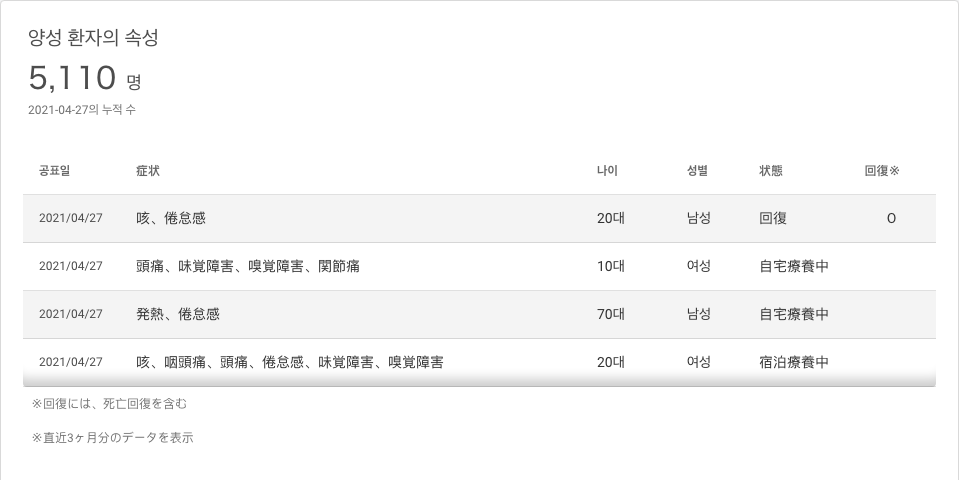 양성 환자의 속성
5,110 명
2021-04-27의 누적 수
공표일 症状 나이 성별 状態 回復※
2021/04/27 咳、倦怠感 20대 남성 回復 O
2021/04/27 頭痛、味覚障害、嗅覚障害、関節痛 10대 여성 自宅療養中
2021/04/27 発熱、倦怠感 70대 남성 自宅療養中
2021/04/27 咳、咽頭痛、頭痛、倦怠感、味覚障害、嗅覚障害 20대 여성 宿泊療養中
※回復には、死亡回復を含む
※直近3ヶ月分のデータを表示